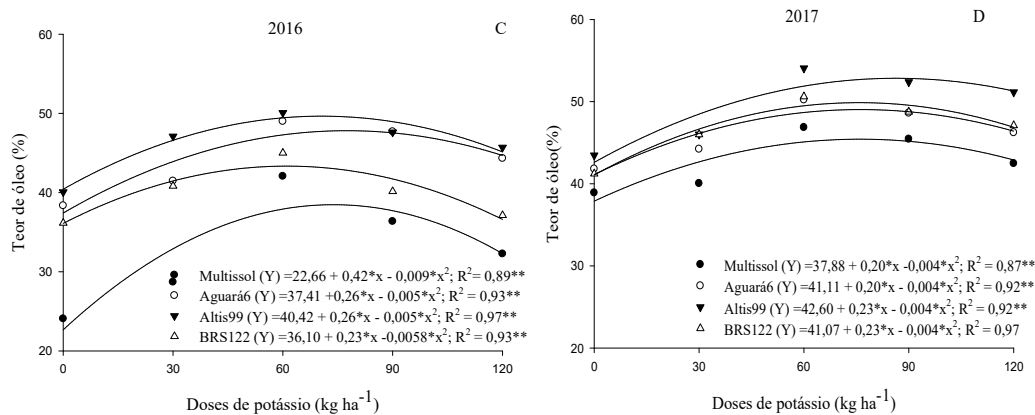 2016
C
Teor de óleo (%)
60
50
40
30
20
Multissol (Y) =22,66 + 0,42*x - 0,009*x²; R²= 0,89**
Aguará6 (Y) =37,41 +0,26*x - 0,005*x²; R² = 0,93**
Altis99 (Y) =40,42 + 0,26*x - 0,005*x²; R² = 0,97**
BRS122 (Y) =36,10 + 0,23*x -0,0058*x²; R² = 0,93**
0 30 60 90 120
Doses de potássio (kg ha⁻¹)
2017
D
Teor de óleo(%)
60
50
40
30
20
Multissol (Y) =37,88 + 0,20*x -0,004*x²; R² = 0,87**
Aguará6 (Y) =41,11 + 0,20*x - 0,004*x²; R² = 0,92**
Altis99 (Y) =42,60 + 0,23*x - 0,004*x²; R² = 0,92**
BRS122 (Y) =41,07 + 0,23*x - 0,004*x²; R² = 0,97
0 30 60 90 120
Doses de potássio (kg ha⁻¹)